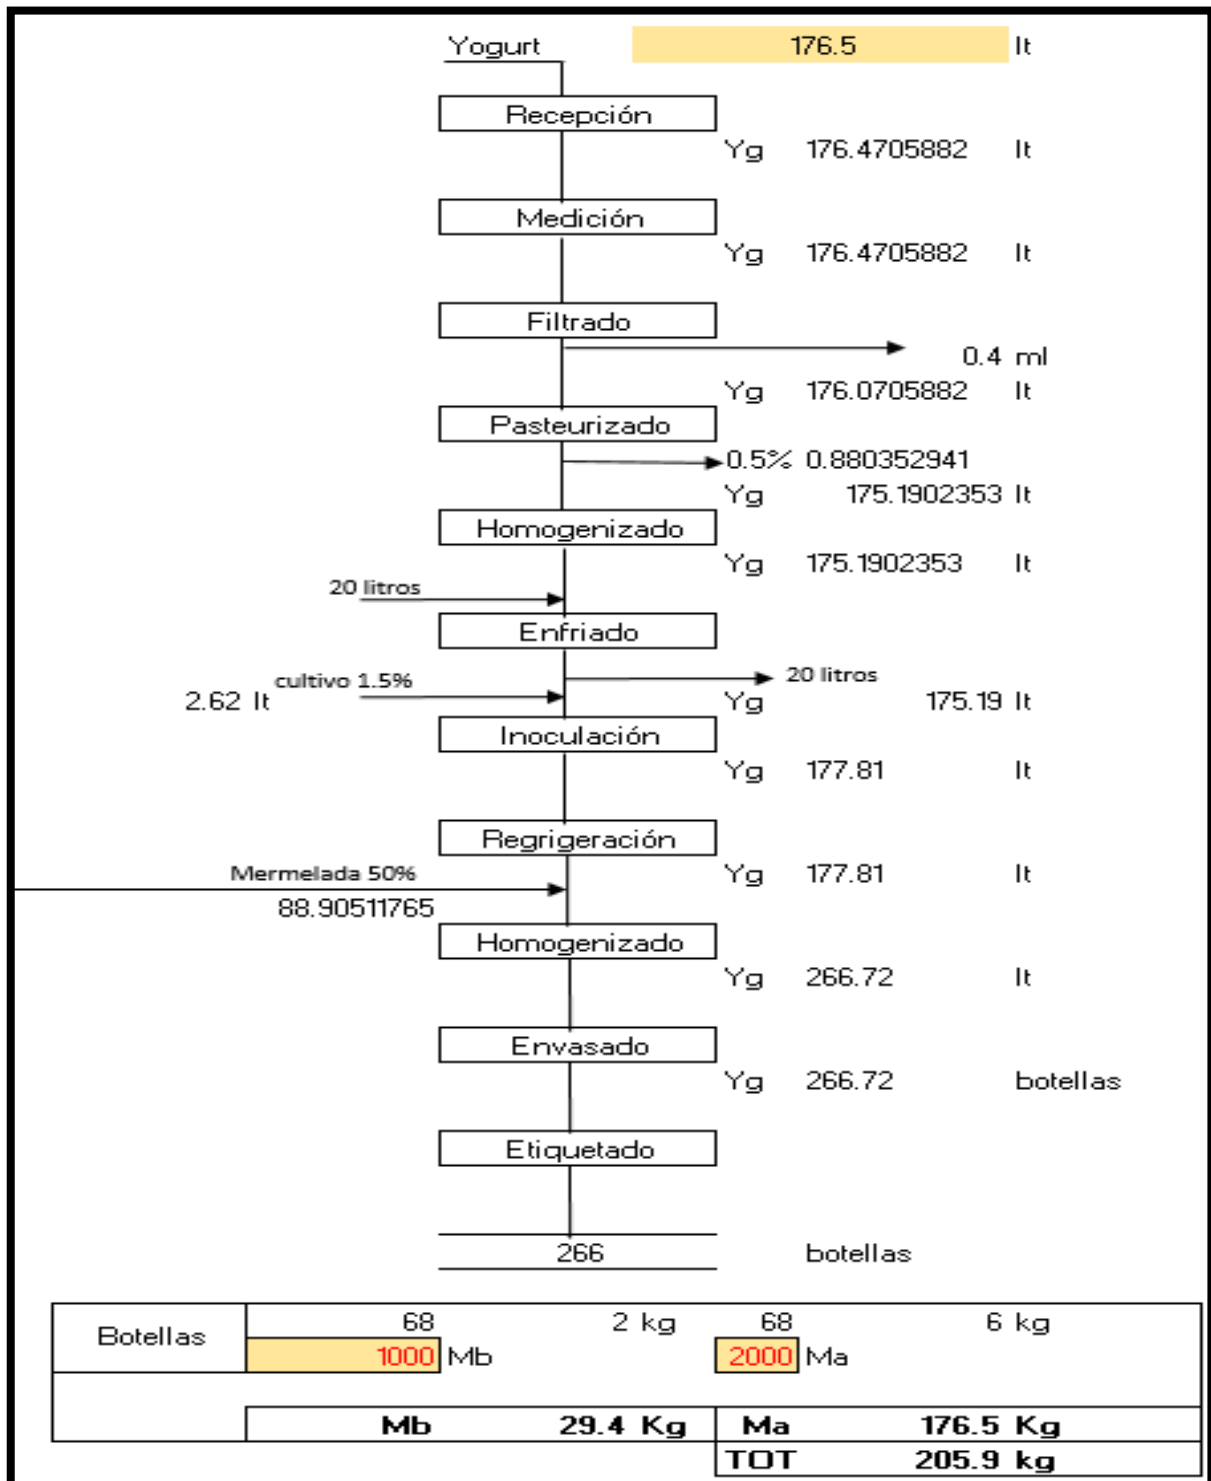 Yogurt 176.5 lt
Recepción
Yg 176.4705882 lt
Medición
Yg 176.4705882 lt
Filtrado
0.4 ml
Yg 176.0705882 lt
Pasteurizado
0.5% 0.880352941
Yg 175.1902353 lt
Homogenizado
Yg 175.1902353 lt
20 litros
Enfriado
20 litros
cultivo 1.5%
2.62 lt
Yg 175.19 lt
Inoculación
Yg 177.81 lt
Regrigeración
Mermelada 50%
Yg 177.81 lt
88.90511765
Homogenizado
Yg 266.72 lt
Envasado
Yg 266.72 botellas
Etiquetado
266 botellas
Botellas 68 2 kg 68 6 kg
1000 Mb 2000 Ma
Mb 29.4 Kg Ma 176.5 Kg
TOT 205.9 kg